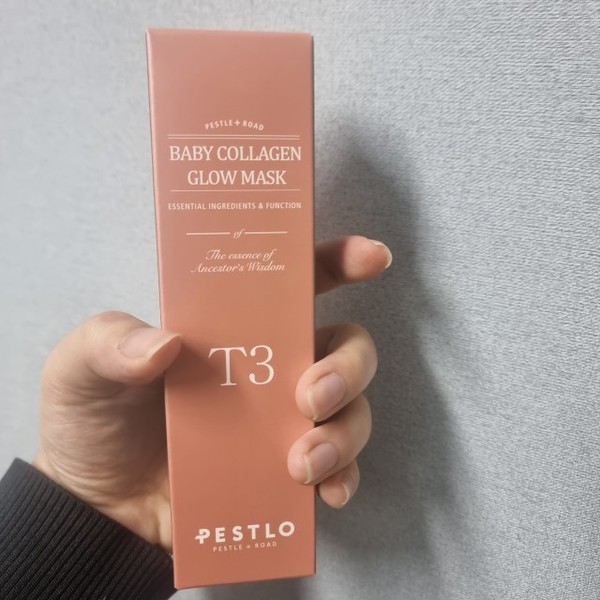 PESTLE + ROAD
BABY COLLAGEN
GLOW MASK
ESSENTIAL INGREDIENTS & FUNCTION
of
The essence of
Ancestor's Wisdom
T3
PESTLO
PESTLE + ROAD